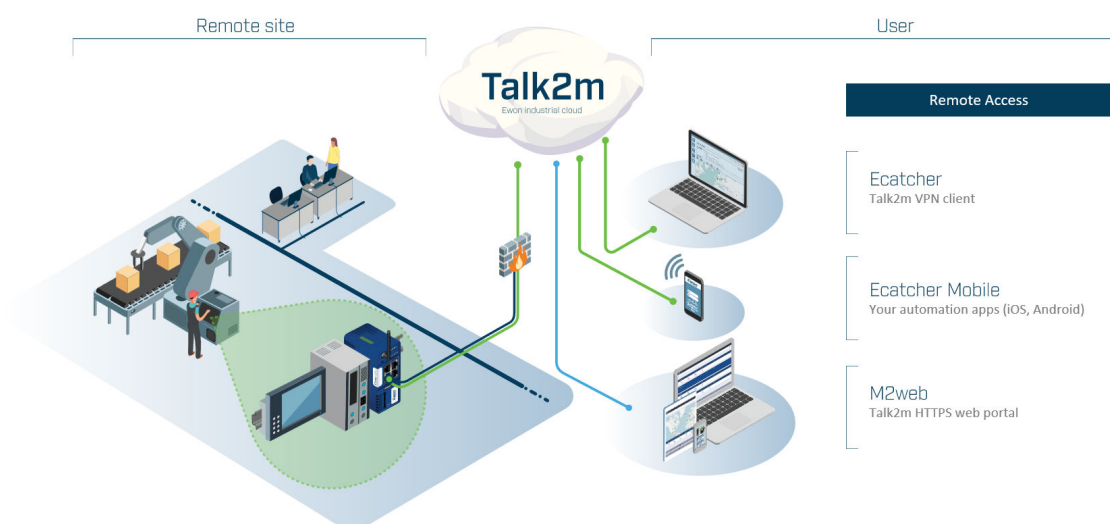 Remote site
User
Talk2m
Ewon industrial cloud
Remote Access
Ecatcher
Talk2m VPN client
Ecatcher Mobile
Your automation apps (iOS, Android)
M2web
Talk2m HTTPS web portal